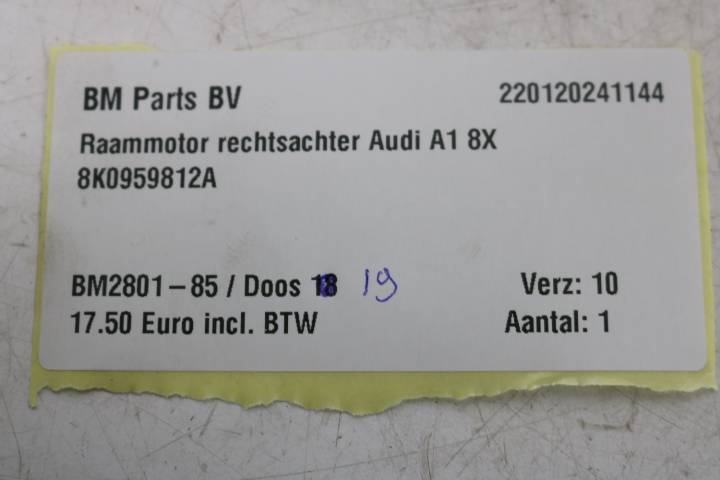 BM Parts BV 220120241144
Raammotor rechtsachter Audi A1 8X
8K0959812A
BM2801-85 / Doos 18 19 Verz: 10
17.50 Euro incl. BTW Aantal: 1